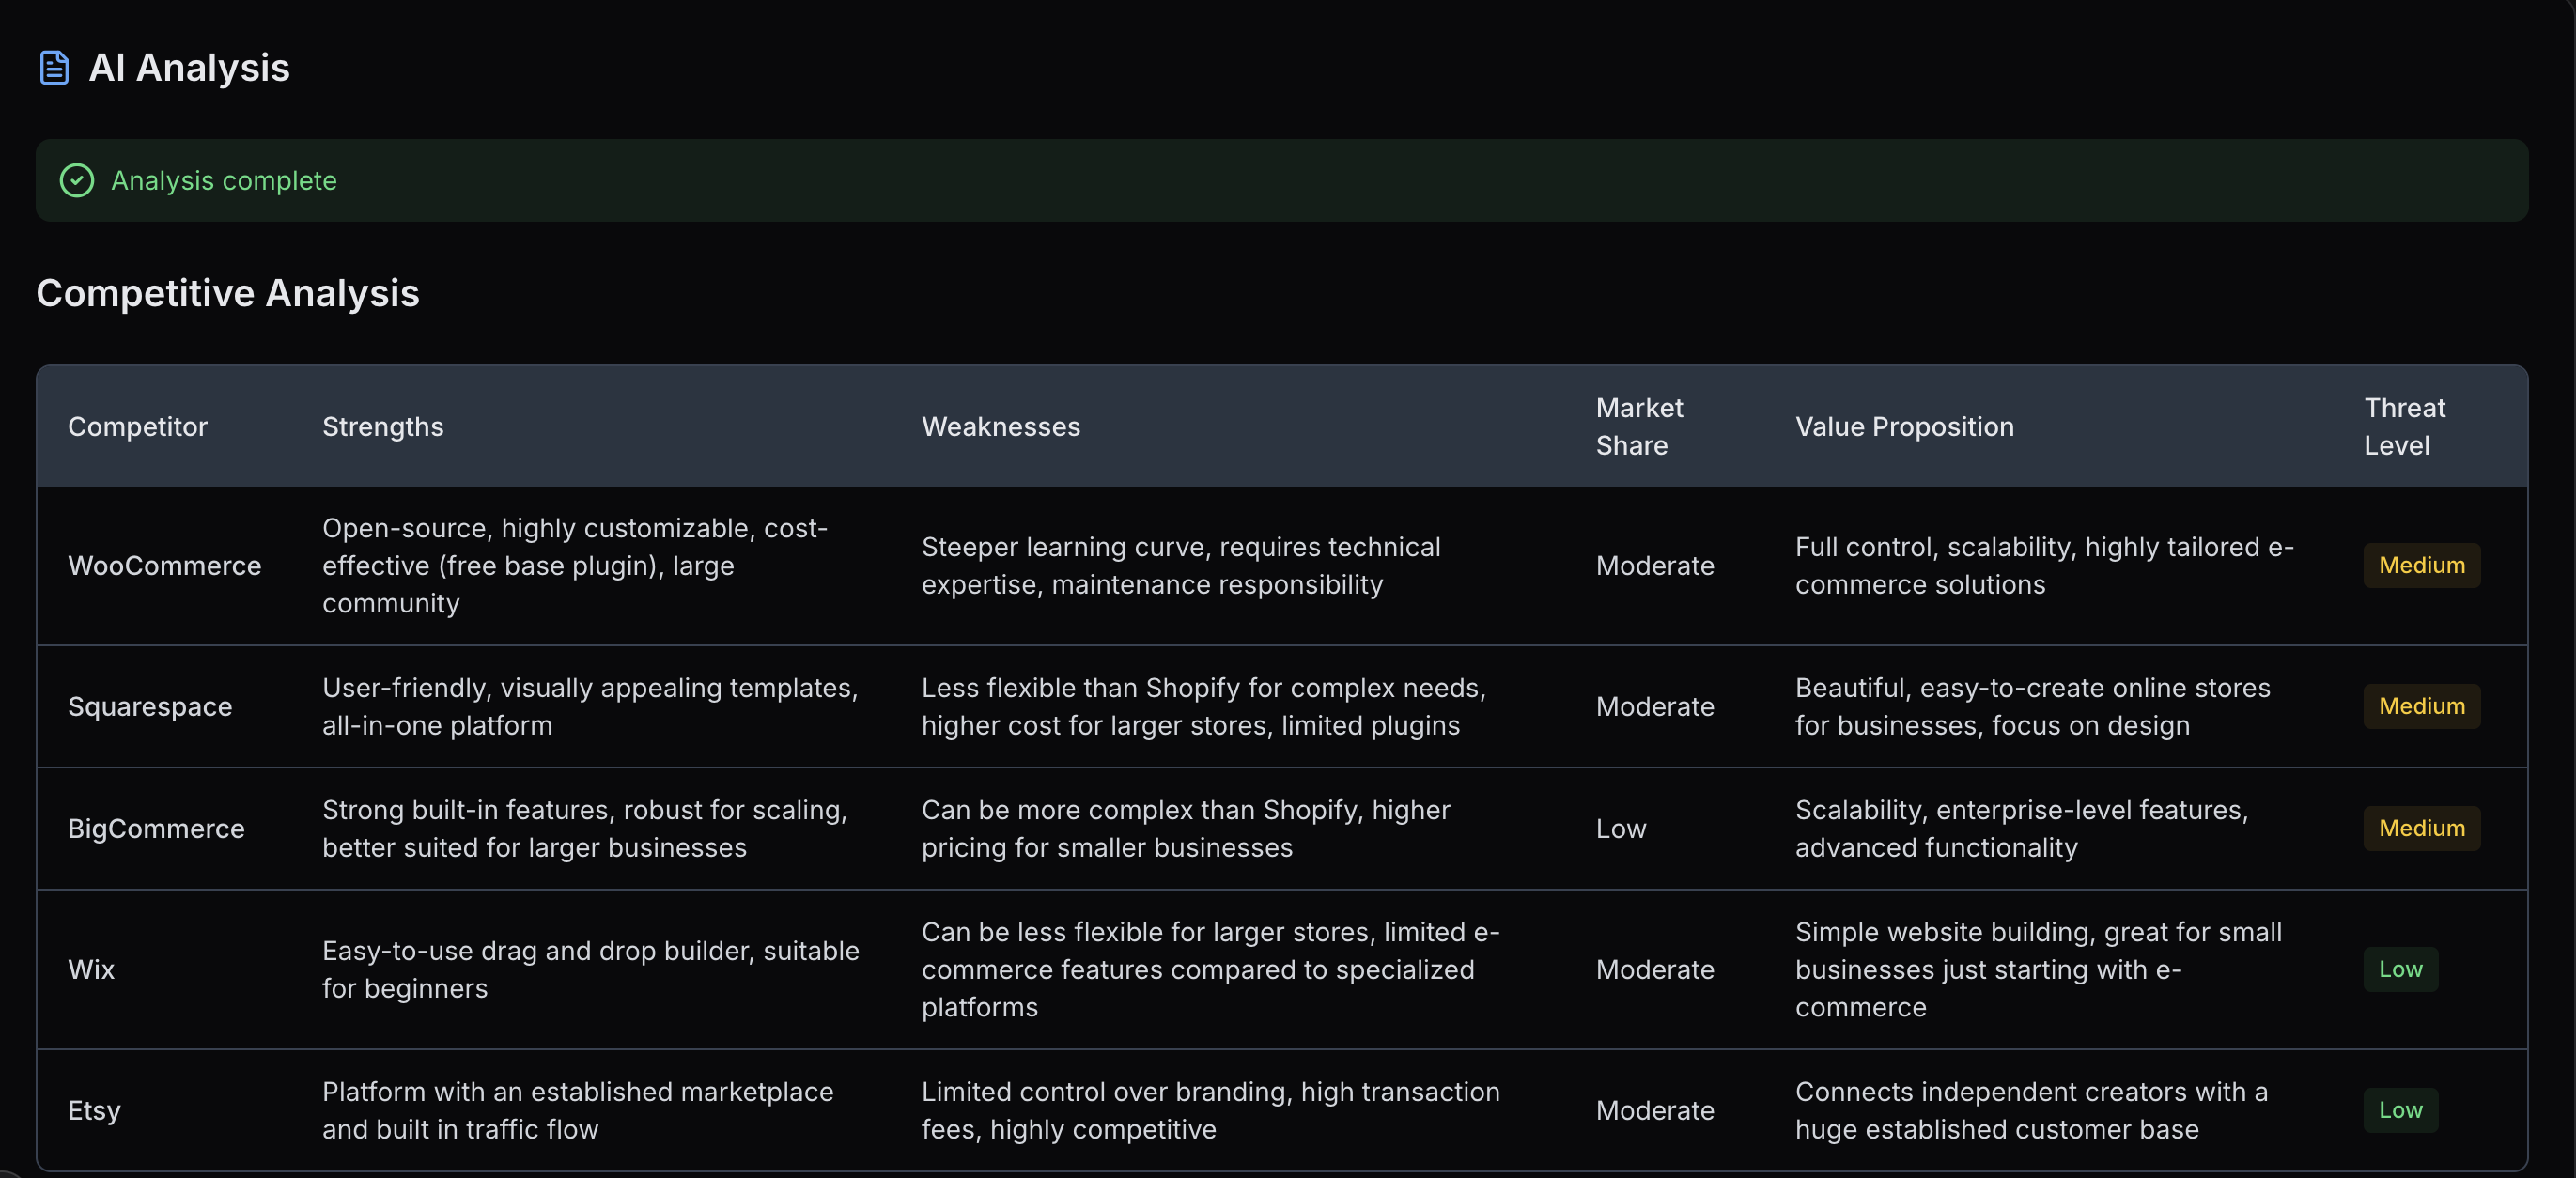 AI Analysis
Analysis complete
Competitive Analysis
Competitor
Strengths
Weaknesses
Market
Share
Value Proposition
Threat
Level
WooCommerce
Open-source, highly customizable, cost-
effective (free base plugin), large
community
Steeper learning curve, requires technical
expertise, maintenance responsibility
Moderate
Full control, scalability, highly tailored e-
commerce solutions
Medium
Squarespace
User-friendly, visually appealing templates,
all-in-one platform
Less flexible than Shopify for complex needs,
higher cost for larger stores, limited plugins
Moderate
Beautiful, easy-to-create online stores
for businesses, focus on design
Medium
BigCommerce
Strong built-in features, robust for scaling,
better suited for larger businesses
Can be more complex than Shopify, higher
pricing for smaller businesses
Low
Scalability, enterprise-level features,
advanced functionality
Medium
Wix
Easy-to-use drag and drop builder, suitable
for beginners
Can be less flexible for larger stores, limited e-
commerce features compared to specialized
platforms
Moderate
Simple website building, great for small
businesses just starting with e-
commerce
Low
Etsy
Platform with an established marketplace
and built in traffic flow
Limited control over branding, high transaction
fees, highly competitive
Moderate
Connects independent creators with a
huge established customer base
Low